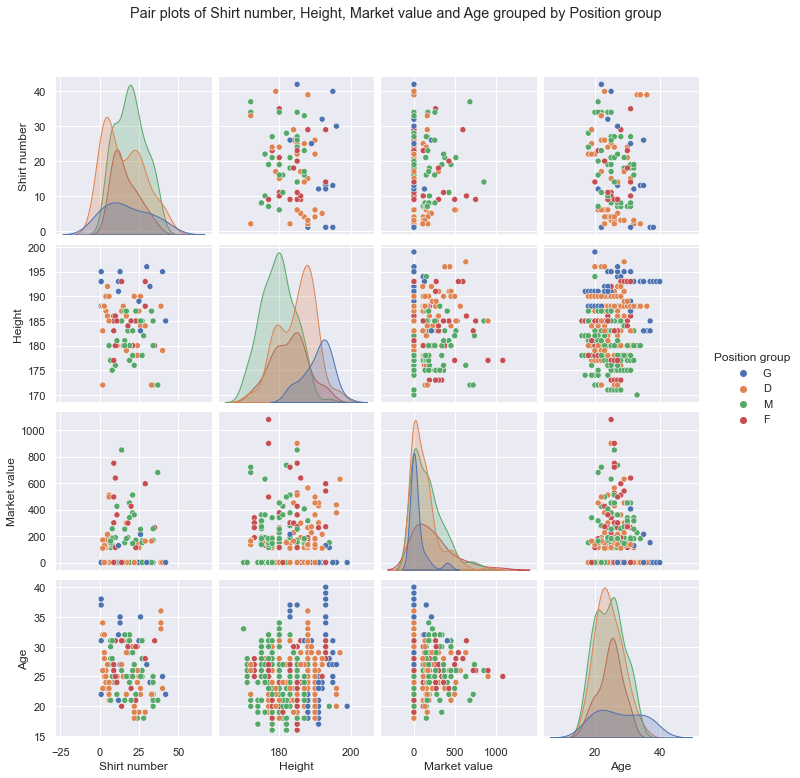 Pair plots of Shirt number, Height, Market value and Age grouped by Position group
Shirt number
40
30
20
10
0
Height
200
195
190
185
180
175
170
Position group
G
D
M
F
Market value
1000
800
600
400
200
0
Age
40
35
30
25
20
15
−25 0 25 50
180 200
0 500 1000
20 40
Shirt number
Height
Market value
Age